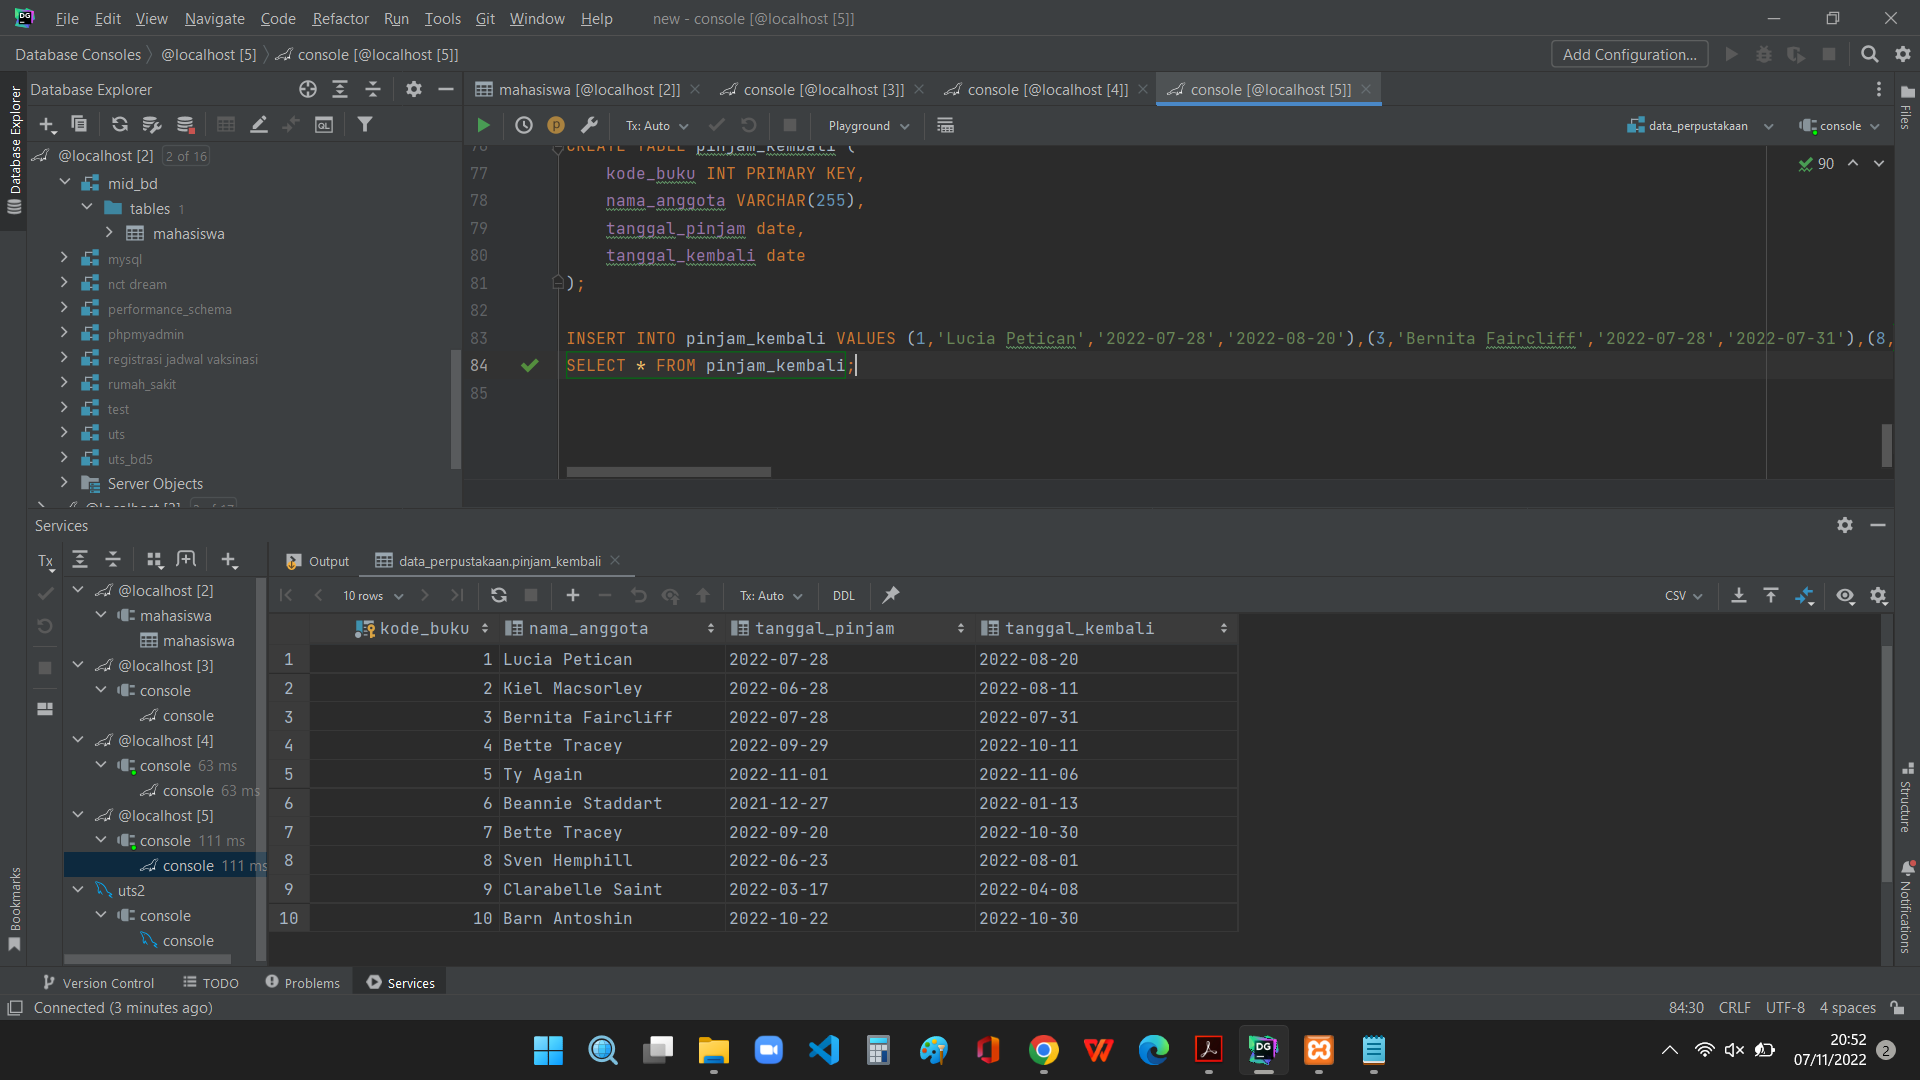 DG File Edit View Navigate Code Refactor Run Tools Git Window Help new - console [@localhost [5]]
Database Consoles @localhost [5] console [@localhost [5]] Add Configuration...
Database Explorer
Database Explorer
mahasiswa [@localhost [2]] console [@localhost [3]] console [@localhost [4]] console [@localhost [5]]
Files
QL
Tx: Auto Playground data_perpustakaan console
@localhost [2] 2 of 16
mid_bd
tables 1
mahasiswa
mysql
nct dream
performance_schema
phpmyadmin
registrasi jadwal vaksinasi
rumah_sakit
test
uts
uts_bd5
Server Objects
76 CREATE TABLE pinjam_kembali (
90
77 kode_buku INT PRIMARY KEY,
78 nama_anggota VARCHAR(255),
79 tanggal_pinjam date,
80 tanggal_kembali date
81 );
82
83 INSERT INTO pinjam_kembali VALUES (1,'Lucia Petican','2022-07-28','2022-08-20'),(3,'Bernita Faircliff','2022-07-28','2022-07-31'),(8,
84 SELECT * FROM pinjam_kembali;
85
Services
Tx
@localhost [2]
mahasiswa
mahasiswa
@localhost [3]
console
console
@localhost [4]
console 63 ms
console 63 ms
@localhost [5]
console 111 ms
console 111 ms
uts2
console
console
Output data_perpustakaan.pinjam_kembali
10 rows Tx: Auto DDL CSV
kode_buku nama_anggota tanggal_pinjam tanggal_kembali
1 1 Lucia Petican 2022-07-28 2022-08-20
2 2 Kiel Macsorley 2022-06-28 2022-08-11
3 3 Bernita Faircliff 2022-07-28 2022-07-31
4 4 Bette Tracey 2022-09-29 2022-10-11
5 5 Ty Again 2022-11-01 2022-11-06
6 6 Beannie Staddart 2021-12-27 2022-01-13
7 7 Bette Tracey 2022-09-20 2022-10-30
8 8 Sven Hemphill 2022-06-23 2022-08-01
9 9 Clarabelle Saint 2022-03-17 2022-04-08
10 10 Barn Antoshin 2022-10-22 2022-10-30
Structure
Notifications
Bookmarks
Version Control TODO Problems Services
Connected (3 minutes ago) 84:30 CRLF UTF-8 4 spaces
DG
20:52
07/11/2022 2